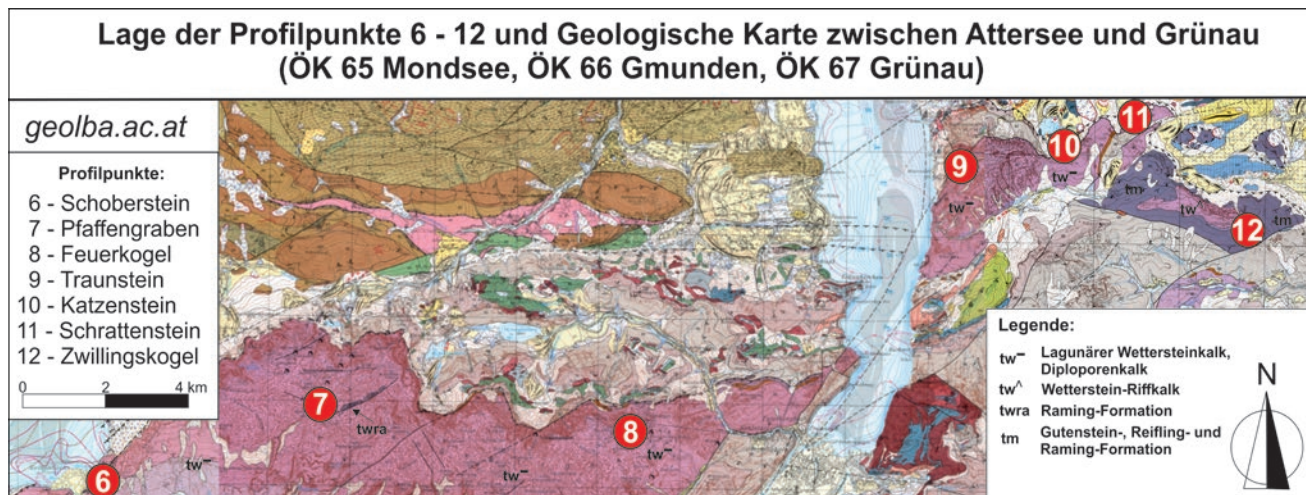 Lage der Profilpunkte 6 - 12 und Geologische Karte zwischen Attersee und Grünau
(ÖK 65 Mondsee, ÖK 66 Gmunden, ÖK 67 Grünau)
geolba.ac.at
Profilpunkte:
6 - Schoberstein
7 - Pfaffengraben
8 - Feuerkogel
9 - Traunstein
10 - Katzenstein
11 - Schrattenstein
12 - Zwillingskogel
0 2 4 km
11
10
9
tw⁻
tw⁻
tm
tw^
tm
12
7
twra
8
tw⁻
tw⁻
tw⁻
6
Legende:
tw⁻ Lagunärer Wettersteinkalk,
Diploporenkalk
tw^ Wetterstein-Riffkalk
twra Raming-Formation
tm Gutenstein-, Reifling- und
Raming-Formation
N